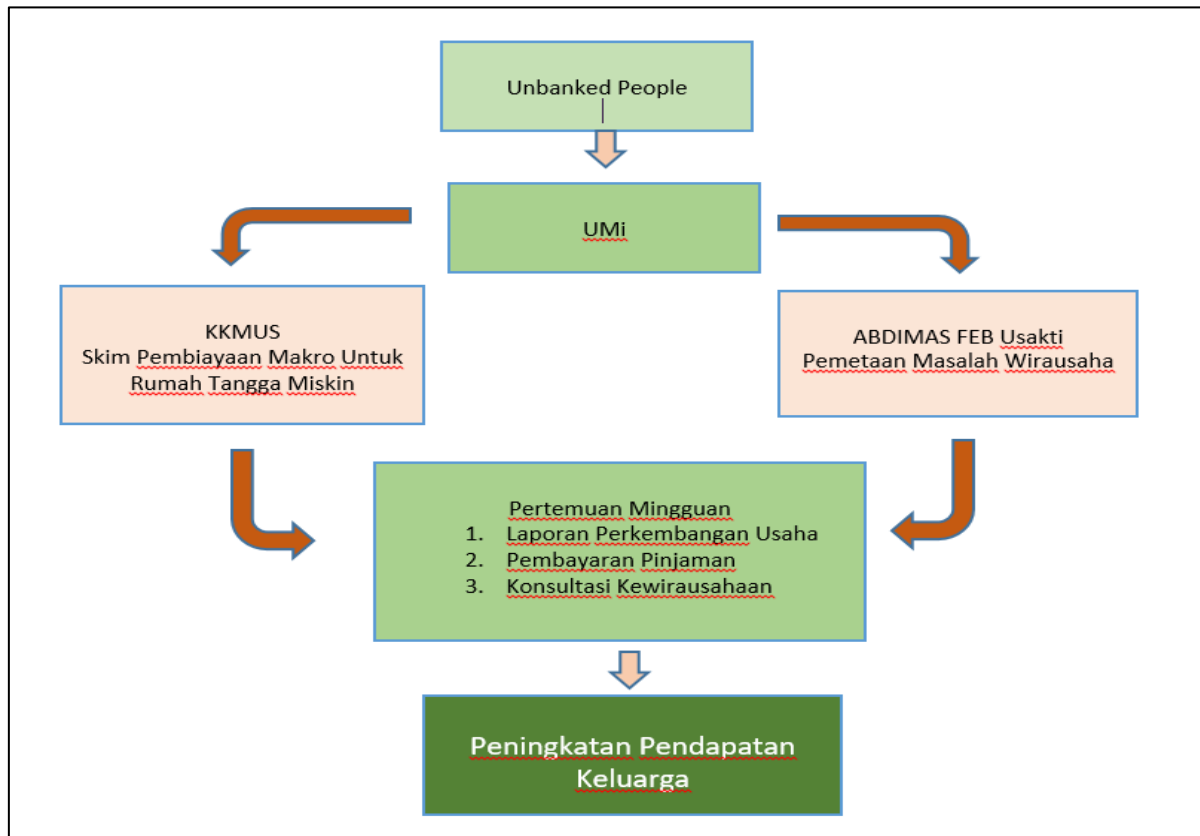 Unbanked People
UMi
KKMUS
Skim Pembiayaan Makro Untuk
Rumah Tangga Miskin
ABDIMAS FEB Usakti
Pemetaan Masalah Wirausaha
Pertemuan Mingguan
1. Laporan Perkembangan Usaha
2. Pembayaran Pinjaman
3. Konsultasi Kewirausahaan
Peningkatan Pendapatan
Keluarga